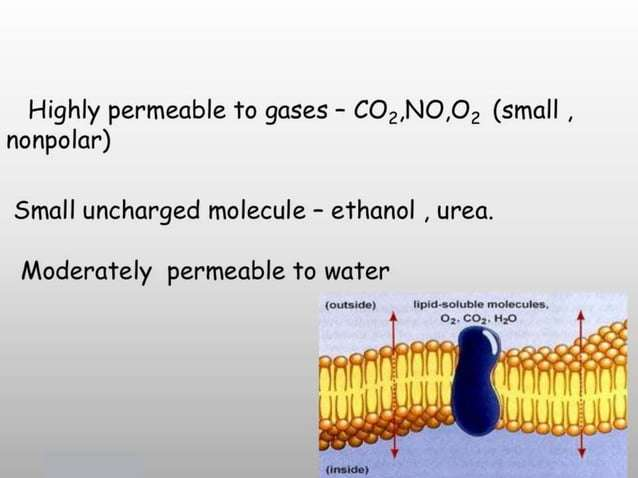 Highly permeable to gases – CO₂,NO,O₂ (small ,
nonpolar)
Small uncharged molecule – ethanol , urea.
Moderately permeable to water
(outside)
lipid-soluble molecules,
O₂, CO₂, H₂O
(inside)